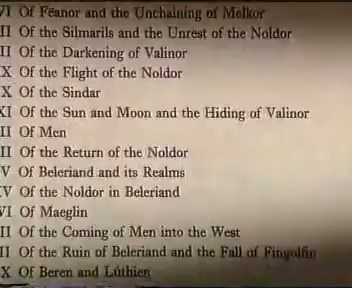 VI Of Fëanor and the Unchaining of Melkor
II Of the Silmarils and the Unrest of the Noldor
II Of the Darkening of Valinor
X Of the Flight of the Noldor
X Of the Sindar
XI Of the Sun and Moon and the Hiding of Valinor
II Of Men
II Of the Return of the Noldor
V Of Beleriand and its Realms
V Of the Noldor in Beleriand
VI Of Maeglin
II Of the Coming of Men into the West
II Of the Ruin of Beleriand and the Fall of Fingolfin
X Of Beren and Lúthien